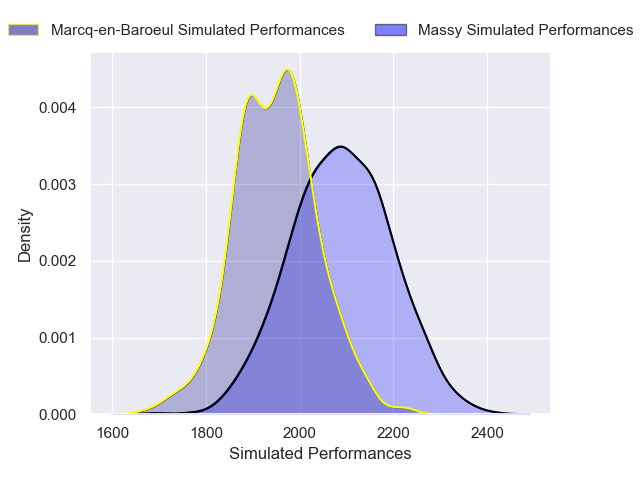 Marcq-en-Baroeul Simulated Performances
Massy Simulated Performances
Density
0.004
0.003
0.002
0.001
0.000
1600 1800 2000 2200 2400
Simulated Performances